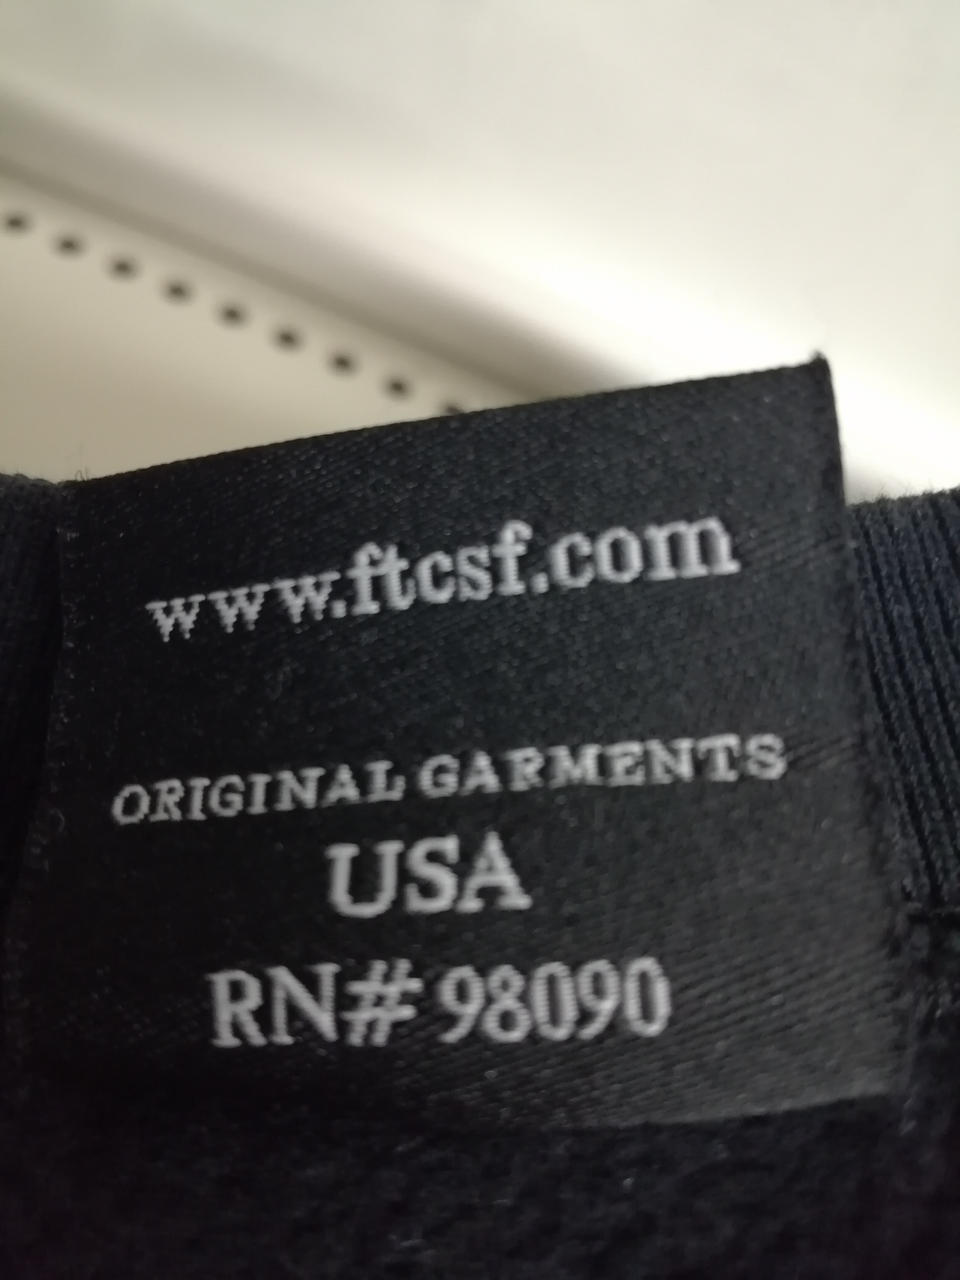 www.ftcsf.com
ORIGINAL GARMENTS
USA
RN# 98090